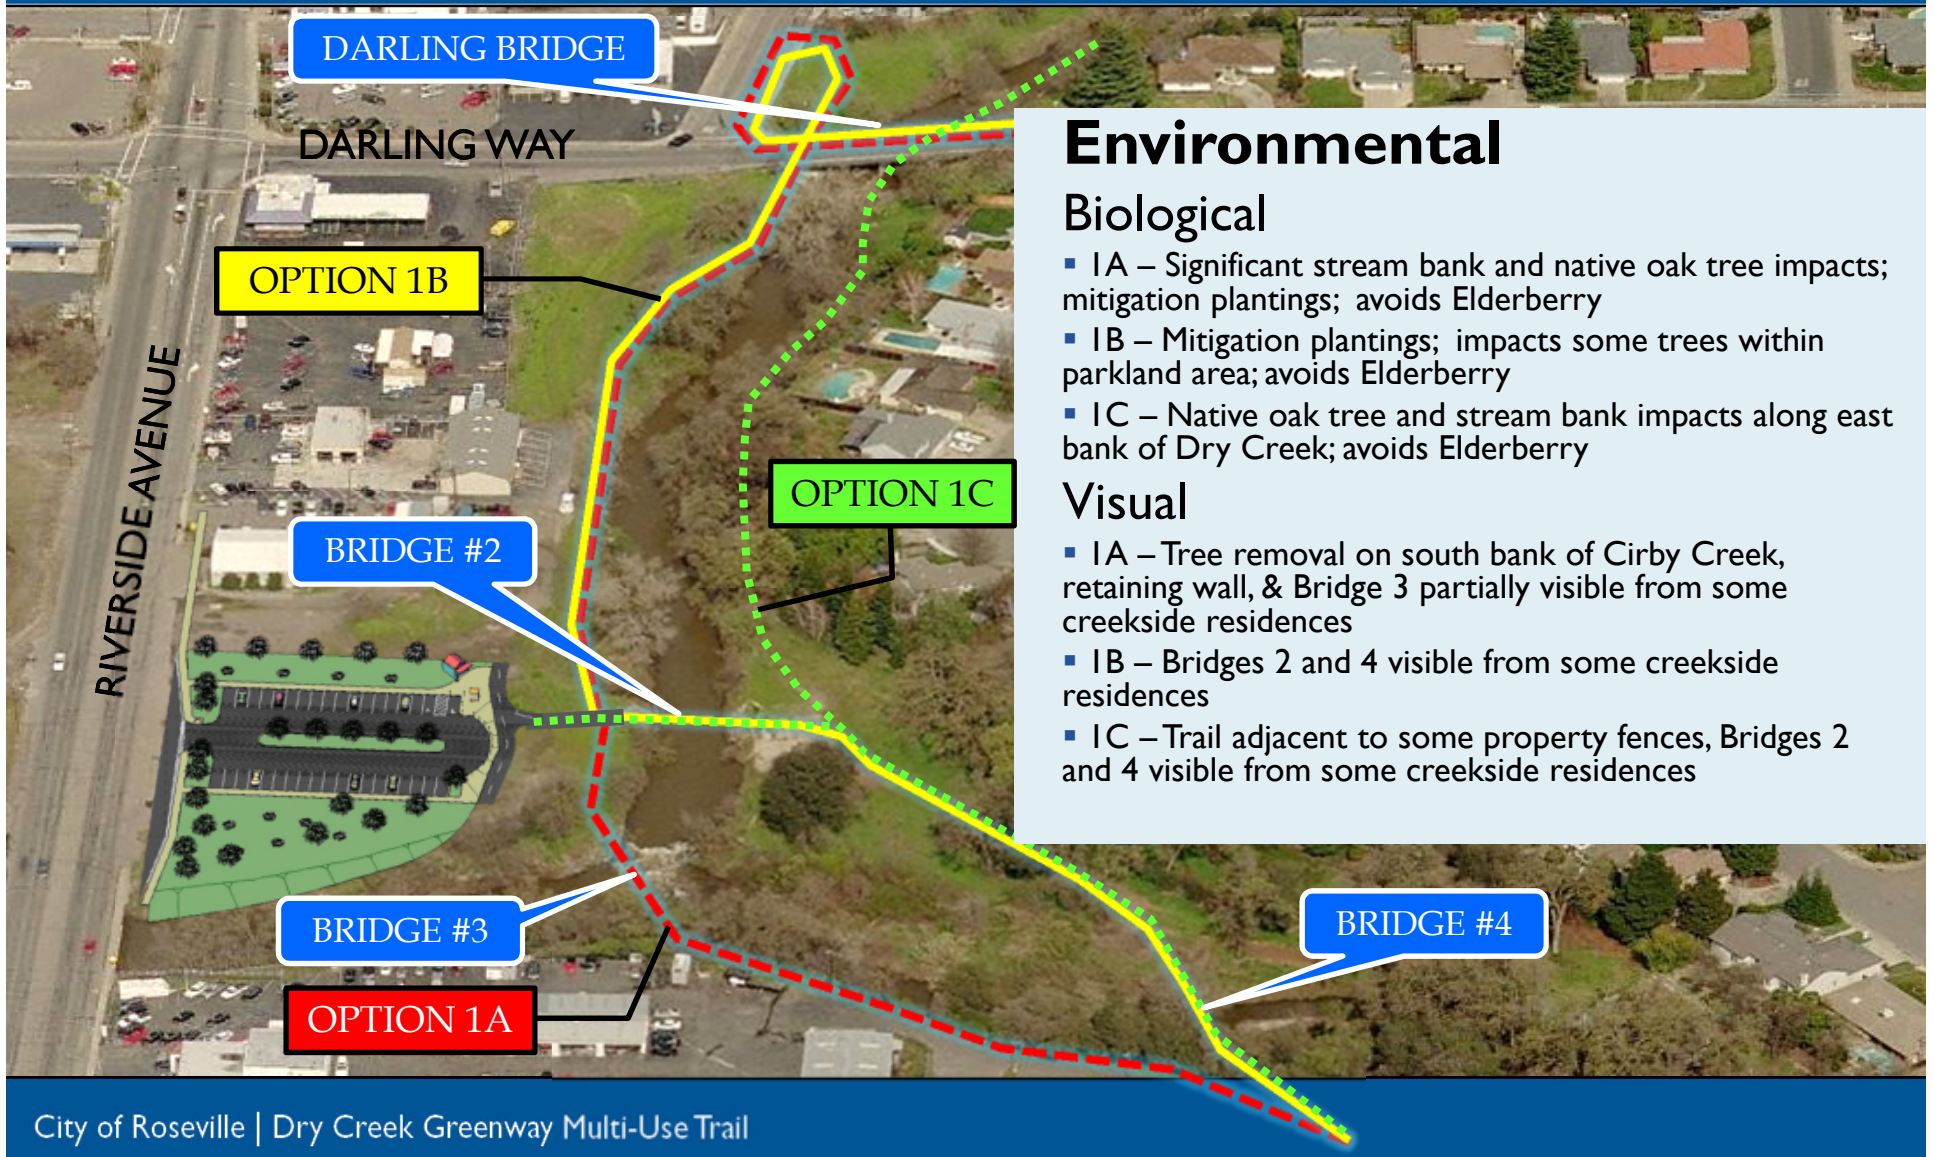 DARLING BRIDGE
DARLING WAY
OPTION 1B
RIVERSIDE AVENUE
OPTION 1C
BRIDGE #2
BRIDGE #3
OPTION 1A
BRIDGE #4
Environmental
Biological
▪ 1A – Significant stream bank and native oak tree impacts;
mitigation plantings; avoids Elderberry
▪ 1B – Mitigation plantings; impacts some trees within
parkland area; avoids Elderberry
▪ 1C – Native oak tree and stream bank impacts along east
bank of Dry Creek; avoids Elderberry
Visual
▪ 1A – Tree removal on south bank of Cirby Creek,
retaining wall, & Bridge 3 partially visible from some
creekside residences
▪ 1B – Bridges 2 and 4 visible from some creekside
residences
▪ 1C – Trail adjacent to some property fences, Bridges 2
and 4 visible from some creekside residences
City of Roseville | Dry Creek Greenway Multi-Use Trail